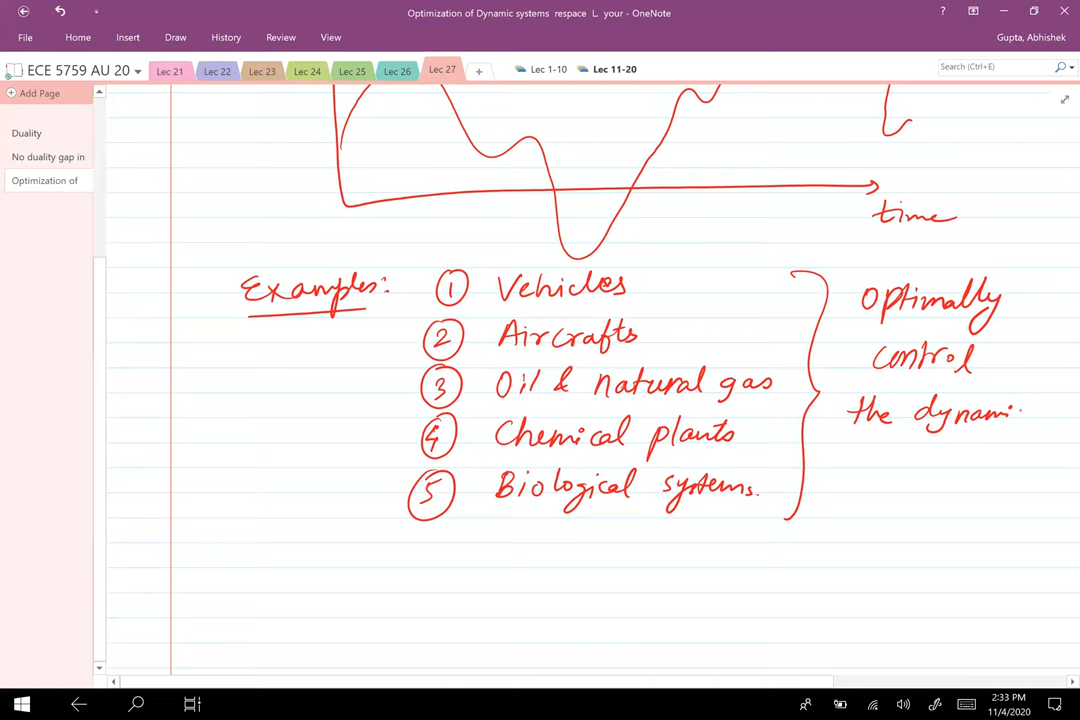 Optimization of Dynamic systems respace L. your - OneNote
File Home Insert Draw History Review View
Gupta, Abhishek
ECE 5759 AU 20
Lec 21 Lec 22 Lec 23 Lec 24 Lec 25 Lec 26 Lec 27
Lec 1-10 Lec 11-20
Search (Ctrl+E)
Add Page
Duality
No duality gap in
Optimization of
time
Examples:
1 Vehicles
2 Aircrafts
3 Oil & natural gas
4 Chemical plants
5 Biological systems.
Optimally
control
the dynami
2:33 PM
11/4/2020